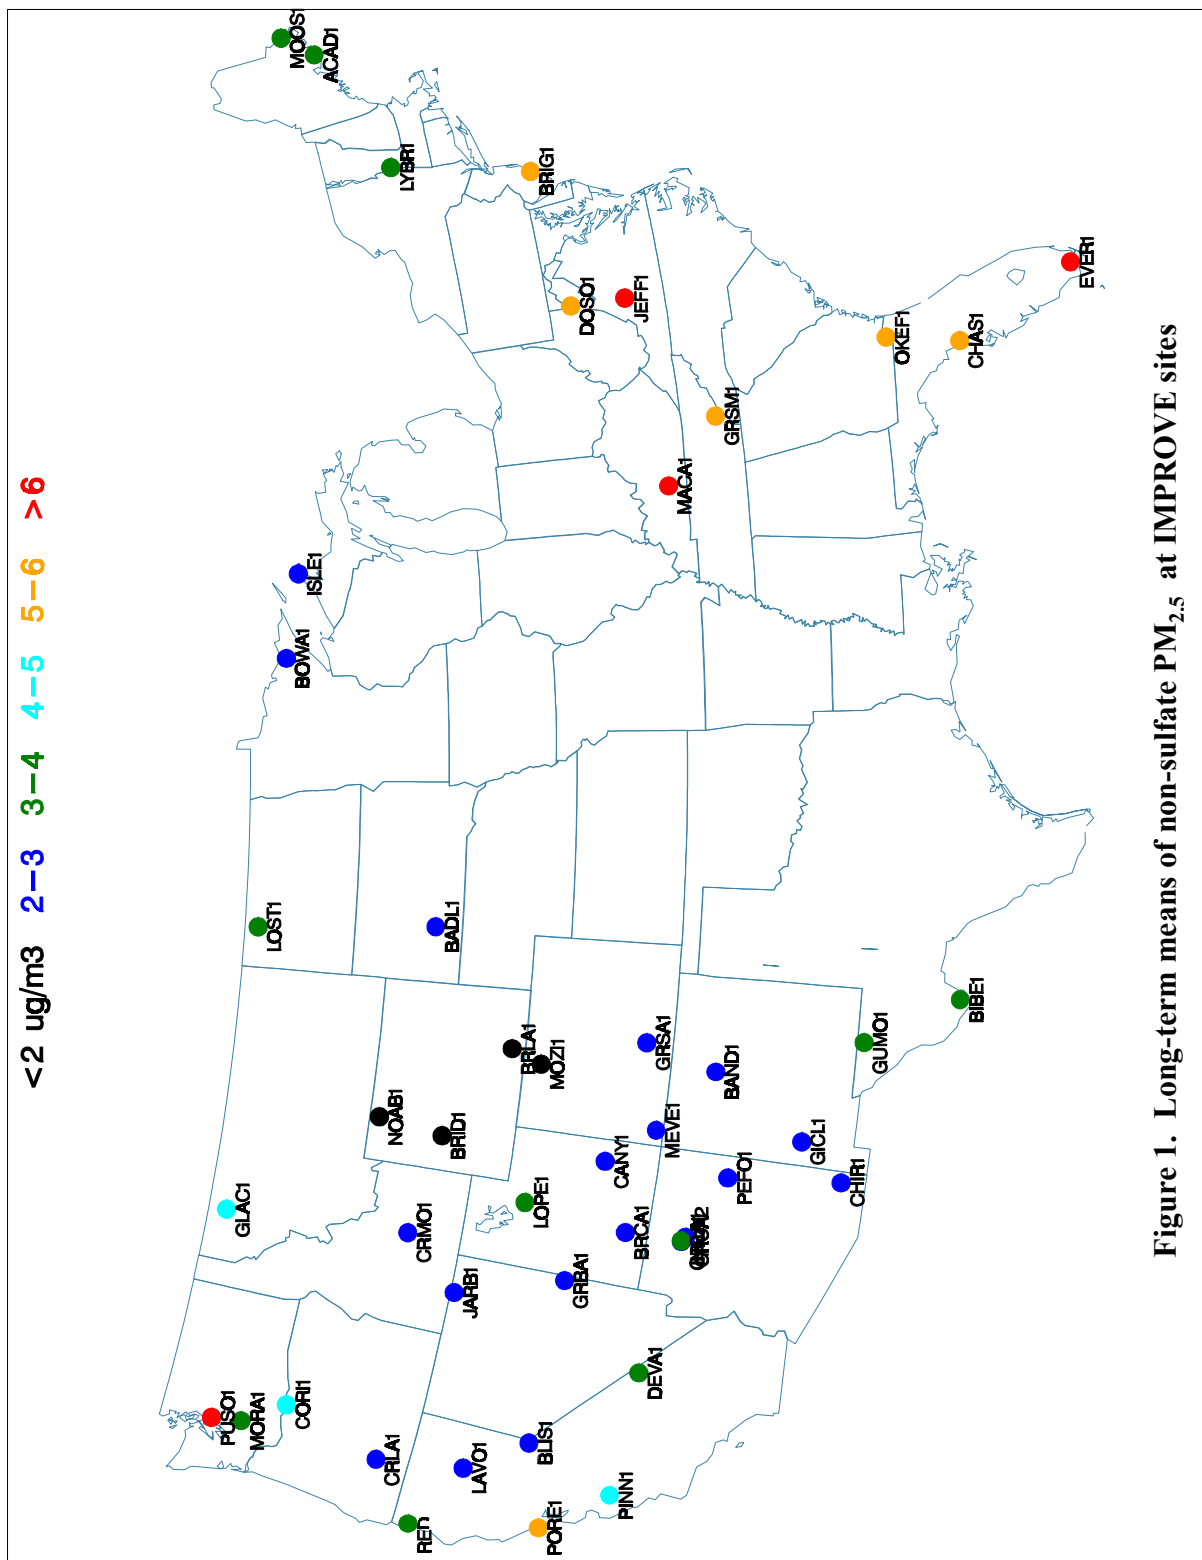 <2 ug/m3 2−3 3−4 4−5 5−6 >6
PUSO1
GLAC1
MORA1
LOST1
MOOS1
CORI1
BOWA1
ISLE1
ACAD1
CRLA1
NOAB1
LYBR1
CRMO1
BRID1
BADL1
JARB1
LAVO1
BRLA1
LOPE1
BLIS1
PORE1
MOZI1
BRIG1
GRBA1
DOSO1
CANY1
PINN1
BRCA1
JEFF1
DEVA1
GRSA1
MEVE1
MACA1
BAND1
GRSM1
PEFO1
GICL1
CHIR1
GUMO1
OKEF1
BIBE1
CHAS1
EVER1
Figure 1. Long-term means of non-sulfate PM2.5 at IMPROVE sites